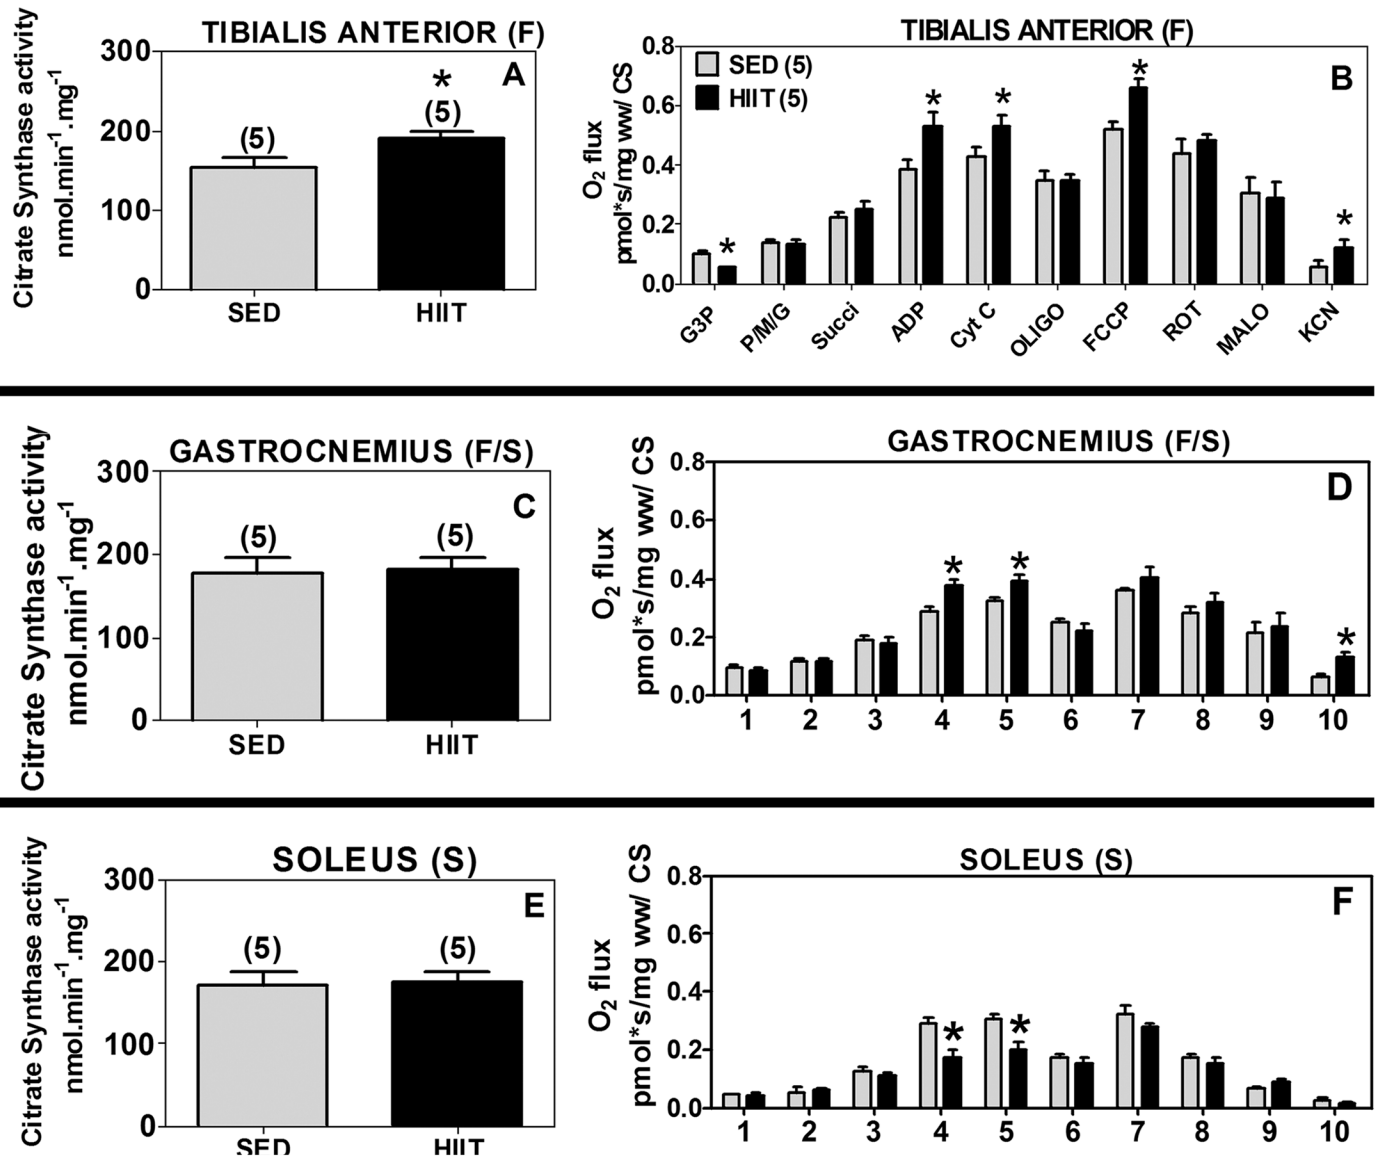 TIBIALIS ANTERIOR (F)
Citrate Synthase activity
nmol.min-1.mg-1
300
200
100
0
A
(5)
*
(5)
SED
HIIT
TIBIALIS ANTERIOR (F)
O2 flux
pmol*s/mg ww/ CS
0.8
0.6
0.4
0.2
0.0
SED (5)
HIIT (5)
B
*
*
*
*
*
G3P
P/M/G
Succi
ADP
Cyt C
OLIGO
FCCP
ROT
MALO
KCN
GASTROCNEMIUS (F/S)
Citrate Synthase activity
nmol.min-1.mg-1
300
200
100
0
C
(5)
(5)
SED
HIIT
GASTROCNEMIUS (F/S)
O2 flux
pmol*s/mg ww/ CS
0.8
0.6
0.4
0.2
0.0
D
*
*
*
1 2 3 4 5 6 7 8 9 10
SOLEUS (S)
Citrate Synthase activity
nmol.min-1.mg-1
300
200
100
0
E
(5)
(5)
SED
HIIT
SOLEUS (S)
O2 flux
pmol*s/mg ww/ CS
0.8
0.6
0.4
0.2
0.0
F
*
*
1 2 3 4 5 6 7 8 9 10